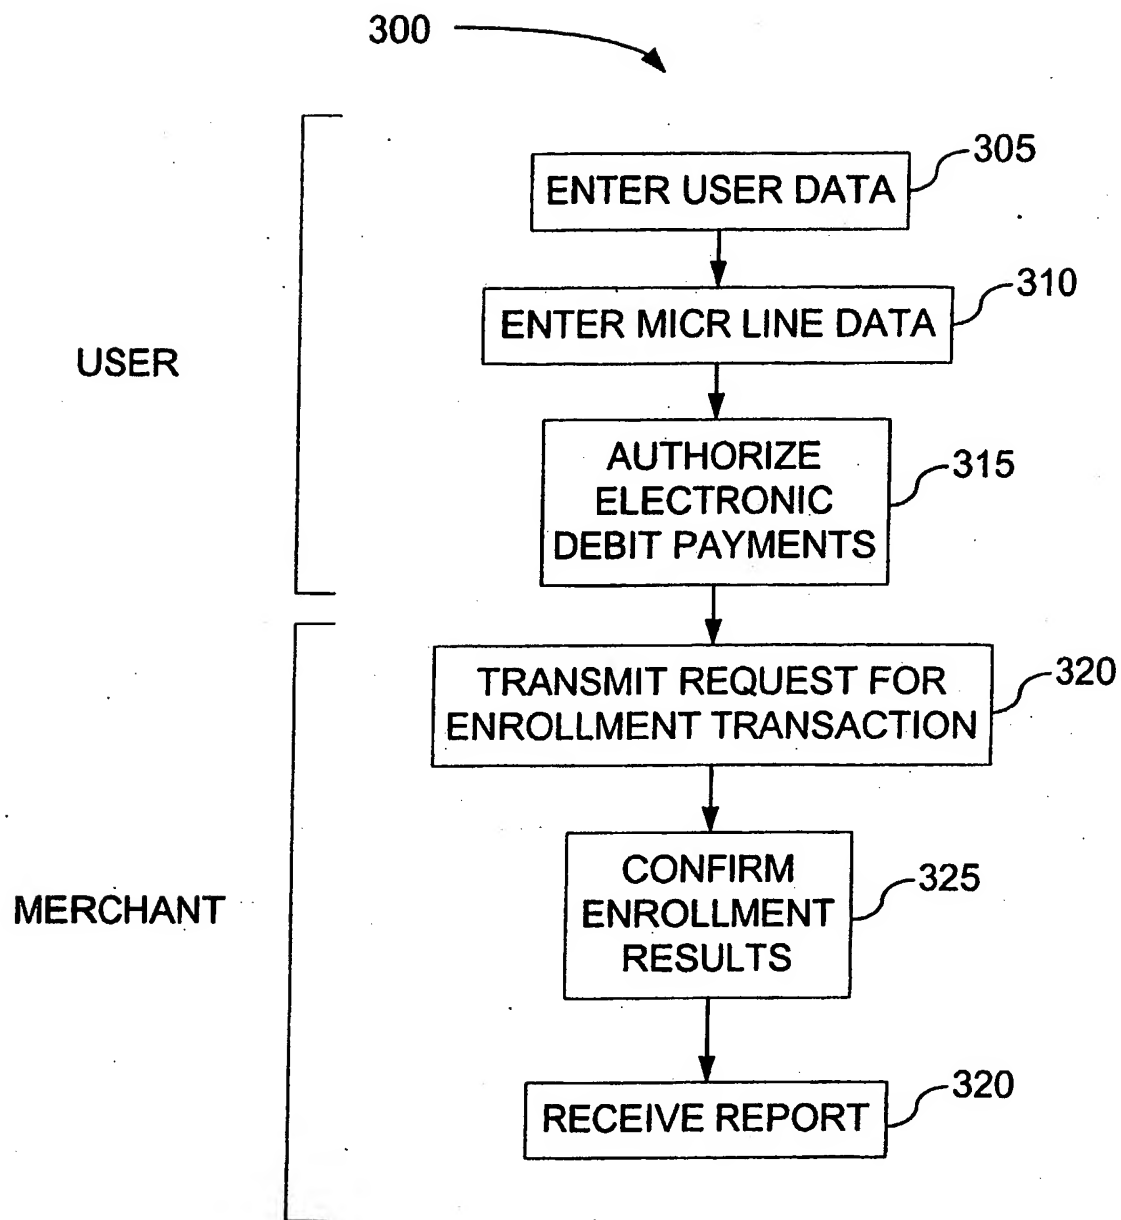 300
305
ENTER USER DATA
310
ENTER MICR LINE DATA
USER
AUTHORIZE
ELECTRONIC
DEBIT PAYMENTS
315
TRANSMIT REQUEST FOR
ENROLLMENT TRANSACTION
320
CONFIRM
ENROLLMENT
RESULTS
325
MERCHANT
RECEIVE REPORT
320